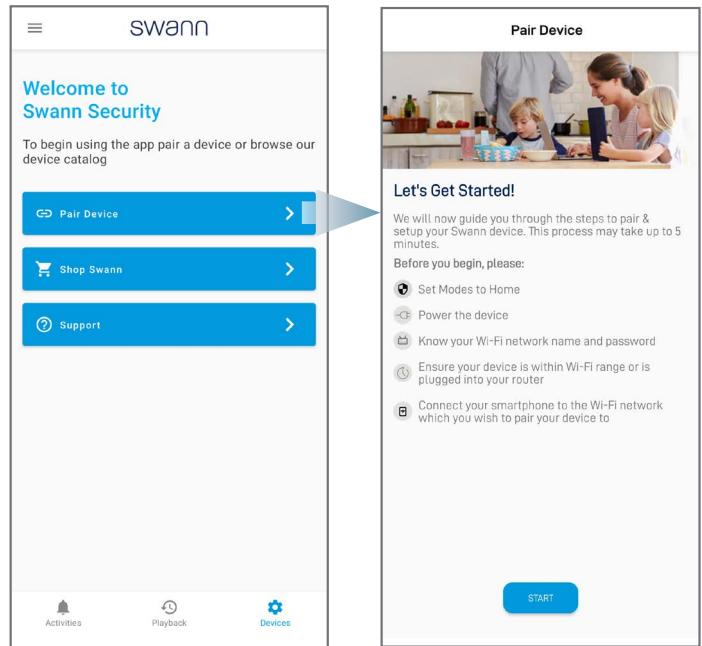 swann
Welcome to
Swann Security
To begin using the app pair a device or browse our
device catalog
Pair Device
Shop Swann
Support
Activities
Playback
Devices
Pair Device
Let's Get Started!
We will now guide you through the steps to pair &
setup your Swann device. This process may take up to 5
minutes.
Before you begin, please:
Set Modes to Home
Power the device
Know your Wi-Fi network name and password
Ensure your device is within Wi-Fi range or is
plugged into your router
Connect your smartphone to the Wi-Fi network
which you wish to pair your device to
START